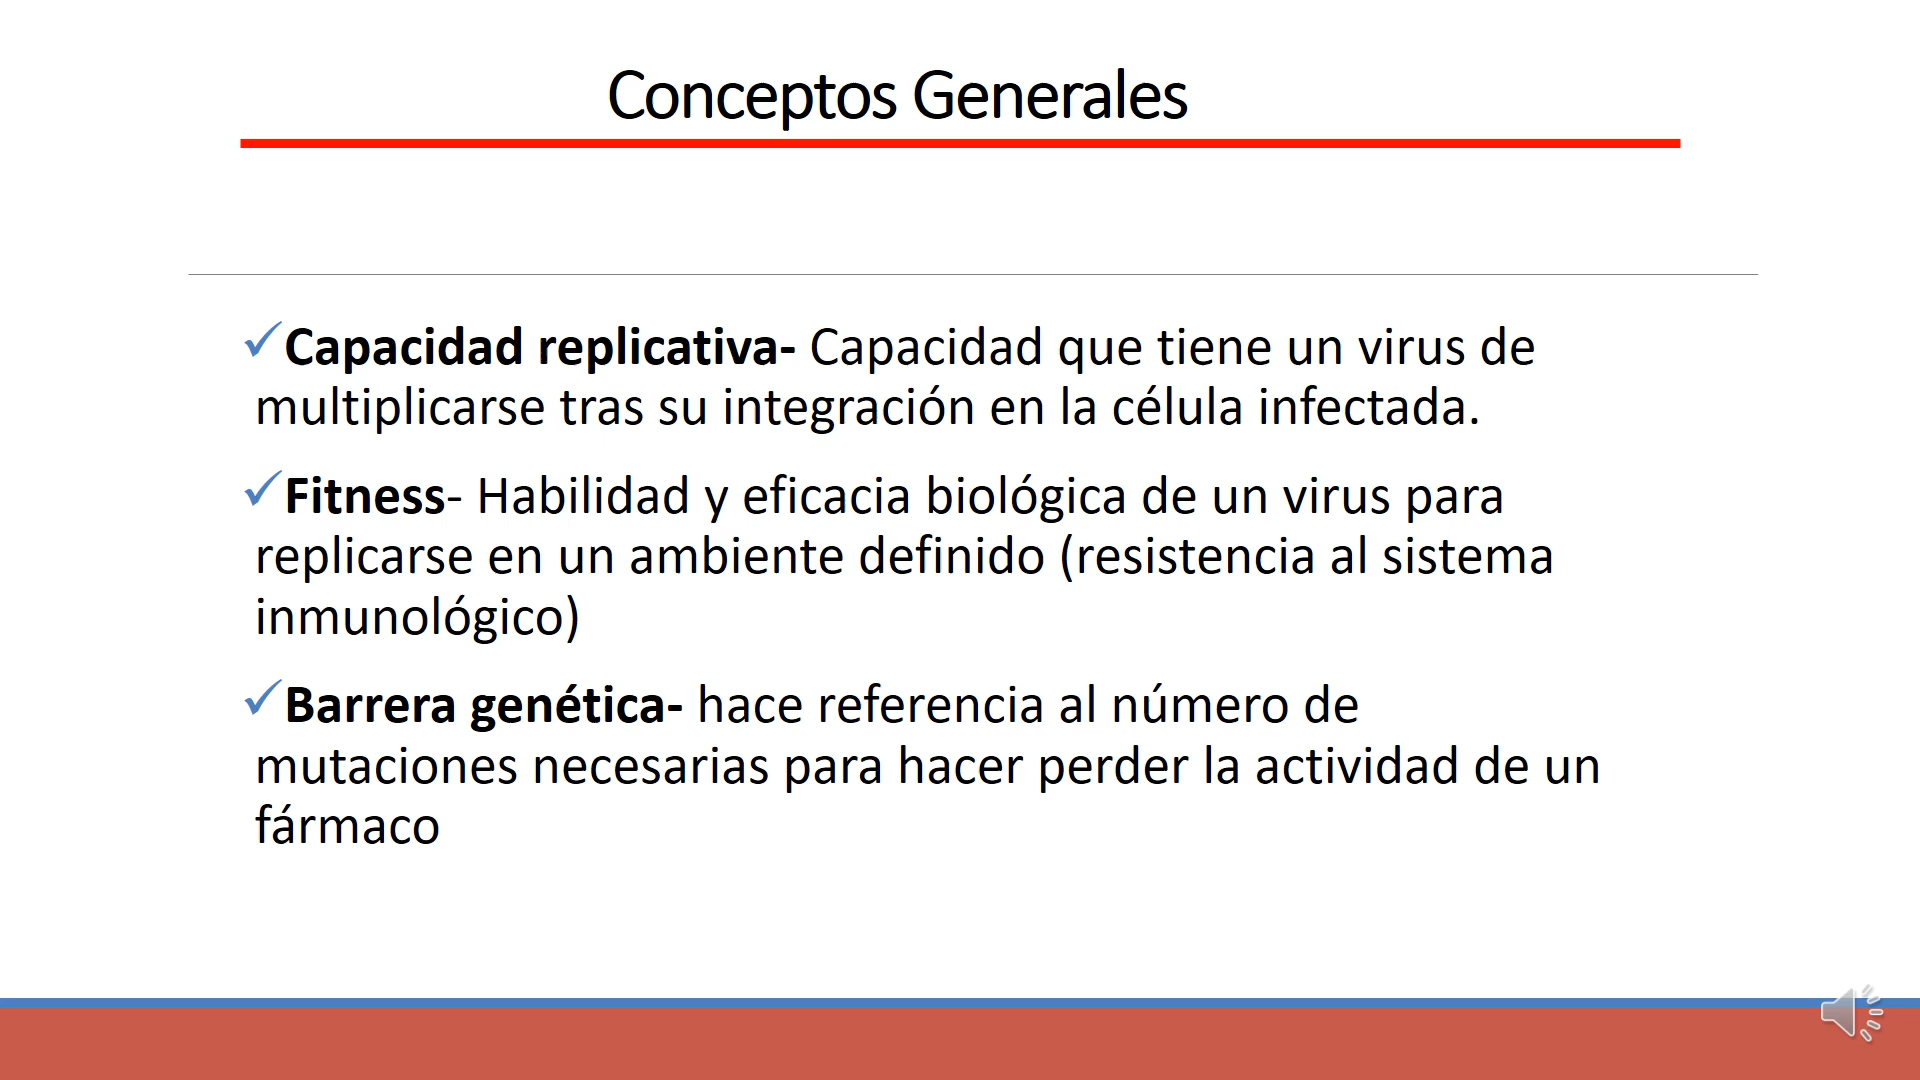 Conceptos Generales
✓Capacidad replicativa- Capacidad que tiene un virus de
multiplicarse tras su integración en la célula infectada.
✓Fitness- Habilidad y eficacia biológica de un virus para
replicarse en un ambiente definido (resistencia al sistema
inmunológico)
✓Barrera genética- hace referencia al número de
mutaciones necesarias para hacer perder la actividad de un
fármaco